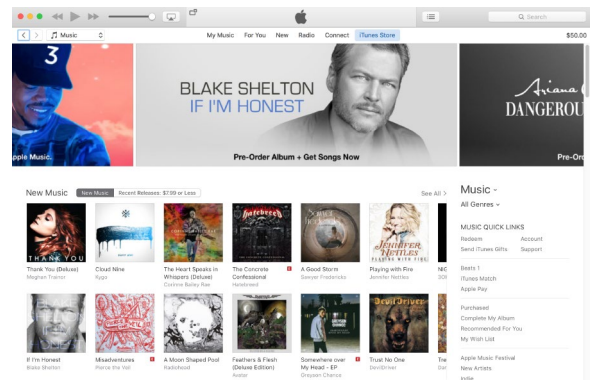 Search
Music
My Music
For You
New
Radio
Connect
iTunes Store
$50.00
3
Apple Music.
BLAKE SHELTON
IF I'M HONEST
Pre-Order Album + Get Songs Now
Ariana
DANGEROU
Pre-Or
New Music
New Music
Recent Releases: $7.99 or Less
See All >
THANK YOU
hatebreed
JENNIFER
NETTLES
PLAYING WITH FIRE
Thank You (Deluxe)
Meghan Trainor
Cloud Nine
Kygo
The Heart Speaks in
Whispers (Deluxe)
Corinne Bailey Rae
The Concrete
Confessional
Hatebreed
A Good Storm
Sawyer Fredericks
Playing with Fire
Jennifer Nettles
DevilDriver
If I'm Honest
Blake Shelton
Misadventures
Pierce the Veil
A Moon Shaped Pool
Radiohead
Feathers & Flesh
(Deluxe Edition)
Avatar
Somewhere over
My Head - EP
Greyson Chance
Trust No One
DevilDriver
Music
All Genres
MUSIC QUICK LINKS
Redeem
Account
Send iTunes Gifts
Support
Beats 1
iTunes Match
Apple Pay
Purchased
Complete My Album
Recommended For You
My Wish List
Apple Music Festival
New Artists
Indie